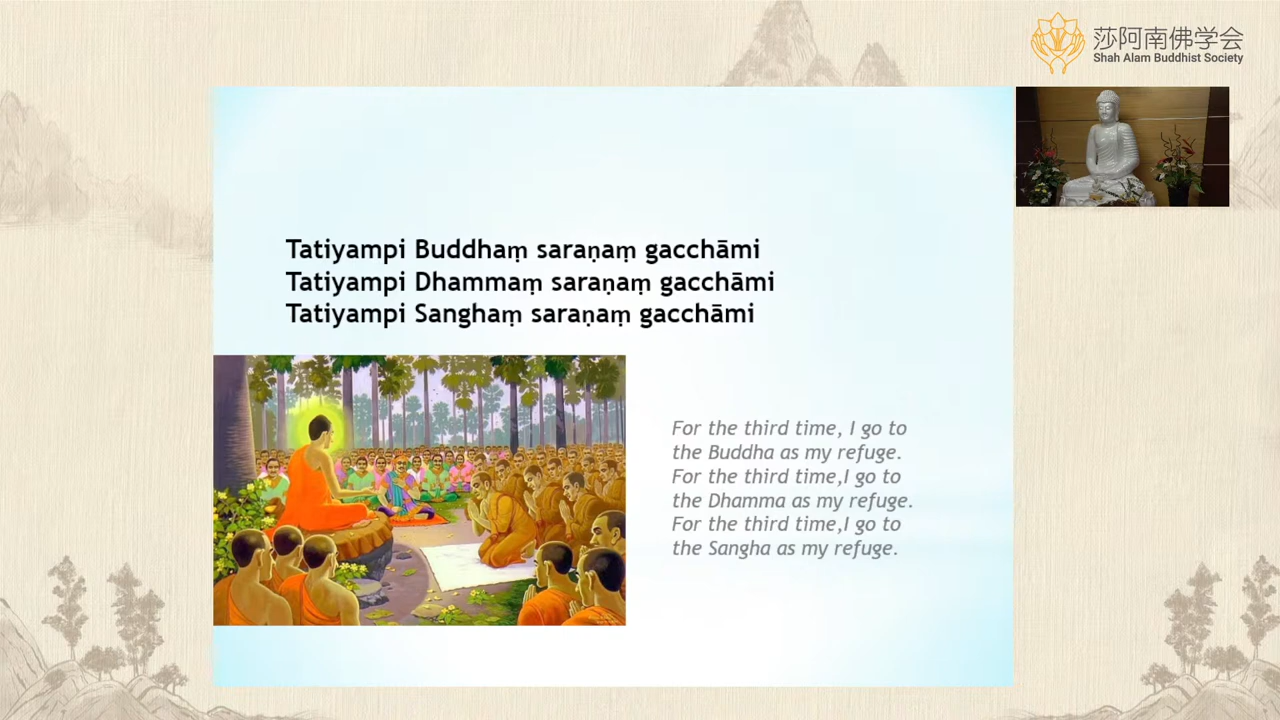 莎阿南佛学会
Shah Alam Buddhist Society
Tatiyampi Buddhaṃ saraṇaṃ gacchāmi
Tatiyampi Dhammaṃ saraṇaṃ gacchāmi
Tatiyampi Sanghaṃ saraṇaṃ gacchāmi
For the third time, I go to
the Buddha as my refuge.
For the third time,I go to
the Dhamma as my refuge.
For the third time,I go to
the Sangha as my refuge.